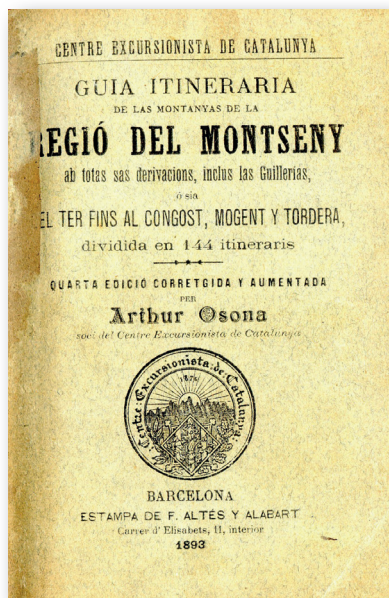 CENTRE EXCURSIONISTA DE CATALUNYA
GUIA ITINERARIA
DE LAS MONTANYAS DE LA
REGIÓ DEL MONTSENY
ab totas sas derivacions, inclus las Guillerías,
ó sia
EL TER FINS AL CONGOST, MOGENT Y TORDERA,
dividida en 144 itineraris
QUARTA EDICIÓ CORRETGIDA Y AUMENTADA
PER
Arthur Osona
soci del Centre Excursionista de Catalunya
Centre Excursionista de Catalunya
1876
BARCELONA
ESTAMPA DE F. ALTÉS Y ALABART
Carrer d' Elisabets, 11, interior
1893